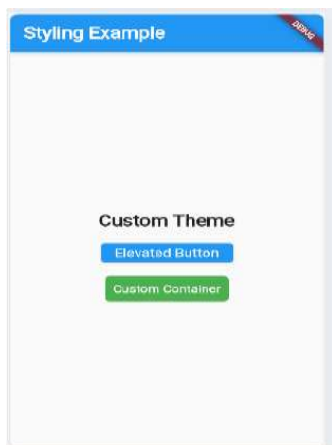 Styling Example
DEBUG
Custom Theme
Elevated Button
Custom Container